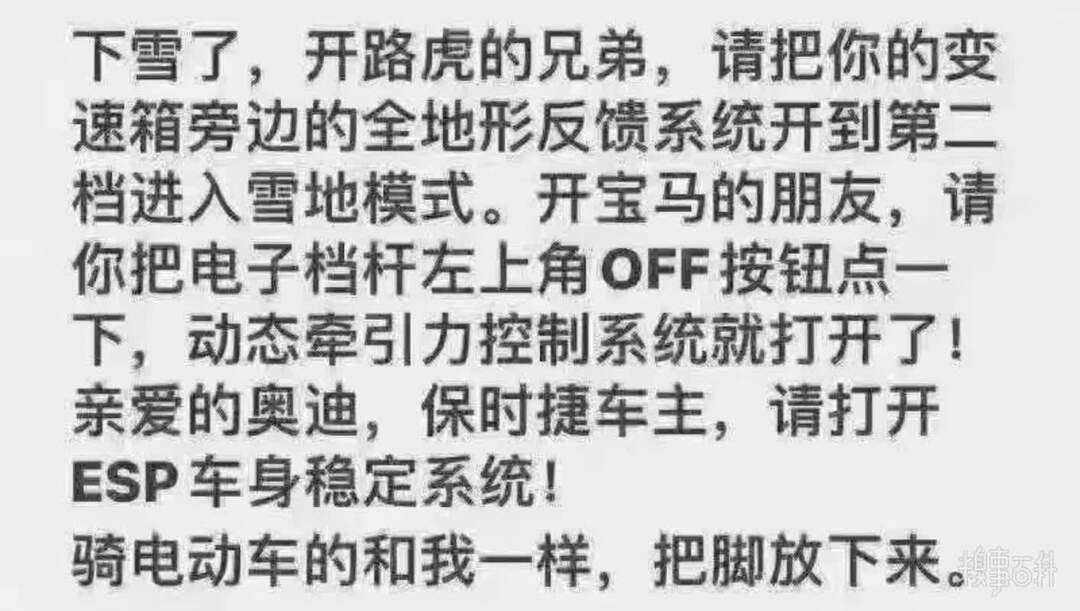 下雪了，开路虎的兄弟，请把你的变
速箱旁边的全地形反馈系统开到第二
档进入雪地模式。开宝马的朋友，请
你把电子档杆左上角OFF按钮点一
下，动态牵引力控制系统就打开了！
亲爱的奥迪，保时捷车主，请打开
ESP车身稳定系统！
骑电动车的和我一样，把脚放下来。
糗事百科